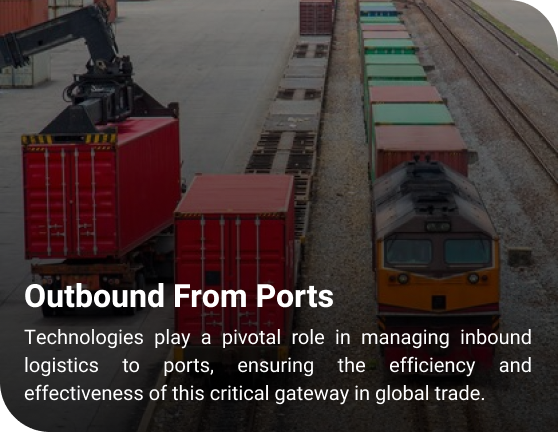 Outbound From Ports
Technologies play a pivotal role in managing inbound
logistics to ports, ensuring the efficiency and
effectiveness of this critical gateway in global trade.